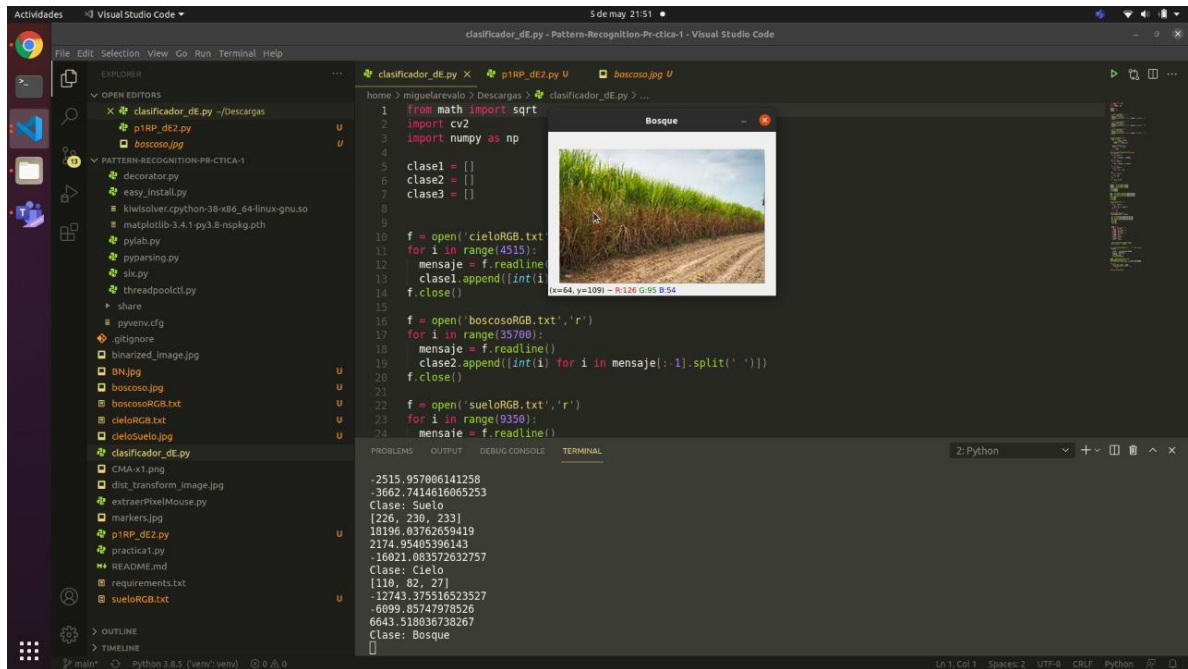 Actividades
Visual Studio Code
5 de may 21:51
clasificador_dE.py - Pattern-Recognition-Pr-ctica-1 - Visual Studio Code
File Edit Selection View Go Run Terminal Help
EXPLORER
OPEN EDITORS
clasificador_dE.py ~/Descargas
p1RP_dE2.py U
boscoso.jpg U
PATTERN-RECOGNITION-PR-CTICA-1
decorator.py
easy_install.py
kiwisolver.cpython-38-x86_64-linux-gnu.so
matplotlib-3.4.1-py3.8-nspkg.pth
pylab.py
pyparsing.py
six.py
threadpoolctl.py
share
pyvenv.cfg
.gitignore
binarized_image.jpg
BN.jpg U
boscoso.jpg U
boscosoRGB.txt U
cieloRGB.txt U
cieloSuelo.jpg U
clasificador_dE.py
CMA-x1.png
dist_transform_image.jpg
extraerPixelMouse.py
markers.jpg
p1RP_dE2.py U
practica1.py
README.md
requirements.txt
sueloRGB.txt U
OUTLINE
TIMELINE
13
clasificador_dE.py
p1RP_dE2.py U
boscoso.jpg U
home > miguelarevalo > Descargas > clasificador_dE.py > ...
1 from math import sqrt
2 import cv2
3 import numpy as np
4
5 clase1 = []
6 clase2 = []
7 clase3 = []
8
9
10 f = open('cieloRGB.txt'
11 for i in range(4515):
12 mensaje = f.readline(
13 clase1.append([int(i)
14 f.close()
15
16 f = open('boscosoRGB.txt','r')
17 for i in range(35700):
18 mensaje = f.readline()
19 clase2.append([int(i) for i in mensaje[:-1].split(' ')])
20 f.close()
21
22 f = open('sueloRGB.txt','r')
23 for i in range(9350):
24 mensaje = f.readline()
Bosque
(x=64, y=109) ~ R:126 G:95 B:54
PROBLEMS OUTPUT DEBUG CONSOLE TERMINAL
2: Python
-2515.957006141258
-3662.7414616065253
Clase: Suelo
[226, 230, 233]
18196.03762659419
2174.95405396143
-16021.083572632757
Clase: Cielo
[110, 82, 27]
-12743.375516523527
-6099.85747978526
6643.518036738267
Clase: Bosque
main* Python 3.8.5 ('venv': venv) 0 0
Ln 1, Col 1 Spaces: 2 UTF-8 CRLF Python